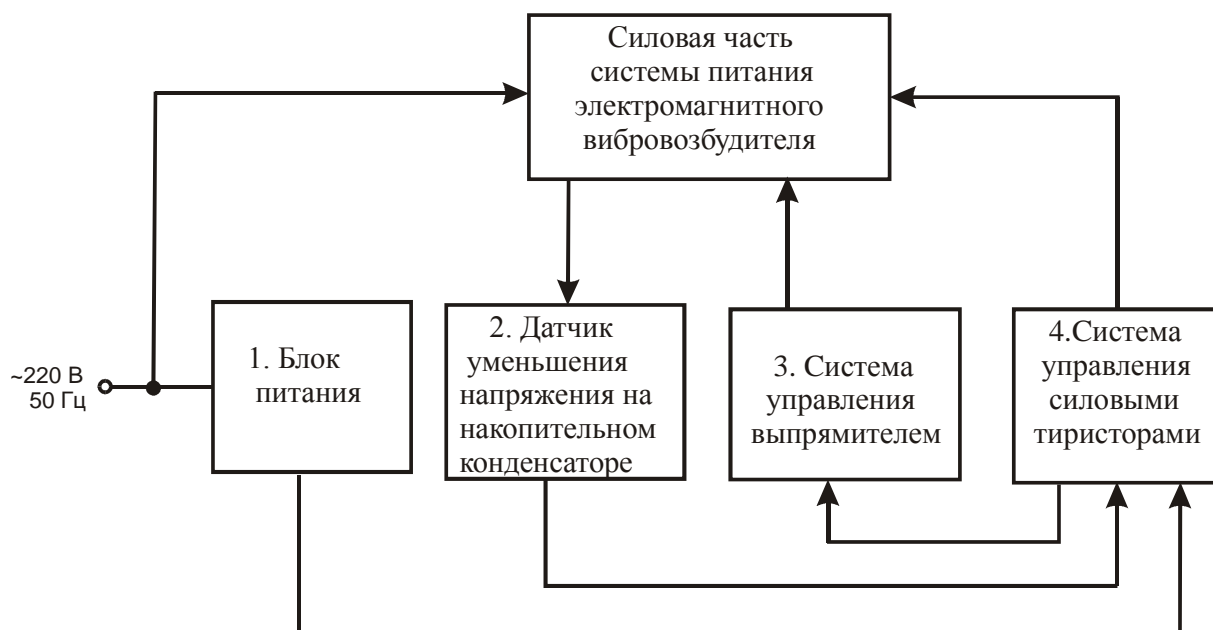 Силовая часть
системы питания
электромагнитного
вибровозбудителя
~220 В
50 Гц
1. Блок
питания
2. Датчик
уменьшения
напряжения на
накопительном
конденсаторе
3. Система
управления
выпрямителем
4.Система
управления
силовыми
тиристорами